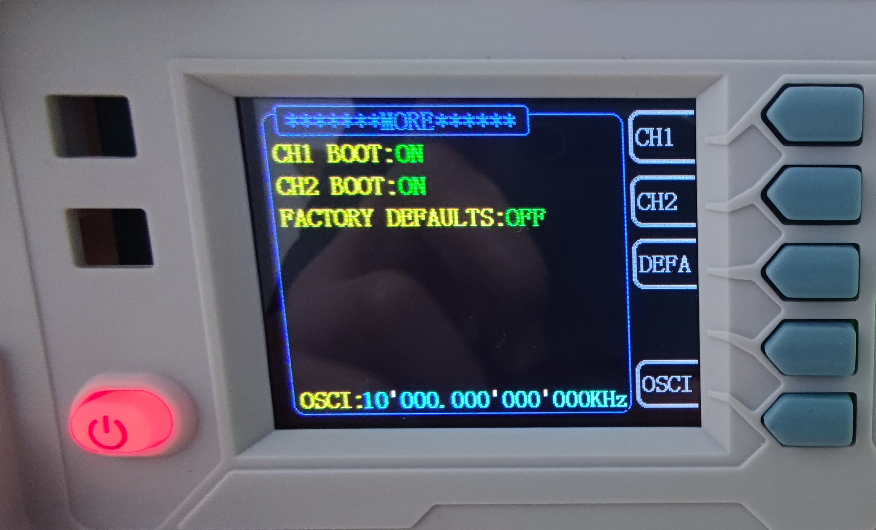 *******MORE******
CH1 BOOT:ON
CH2 BOOT:ON
FACTORY DEFAULTS:OFF
OSCI:10'000.000'000'000KHz
CH1
CH2
DEFA
OSCI